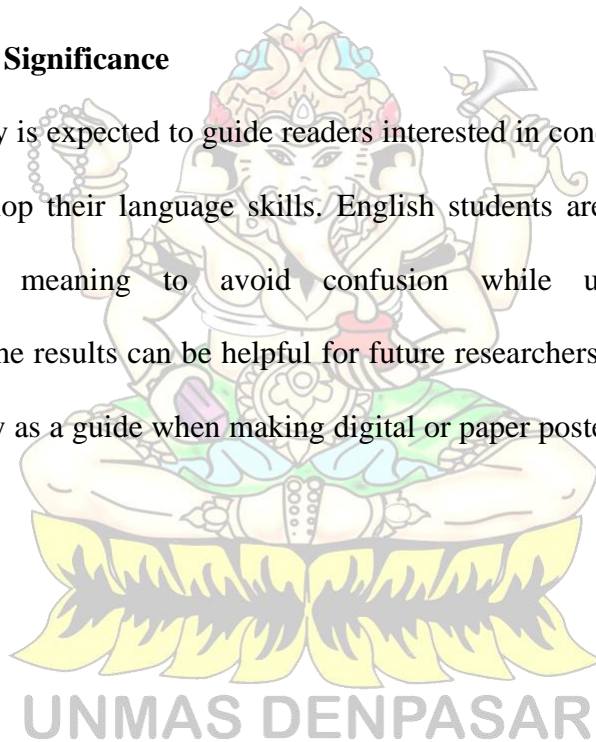 Significance
y is expected to guide readers interested in con
lop their language skills. English students are
meaning to avoid confusion while u
he results can be helpful for future researchers
y as a guide when making digital or paper poste
UNMAS DENPASAR